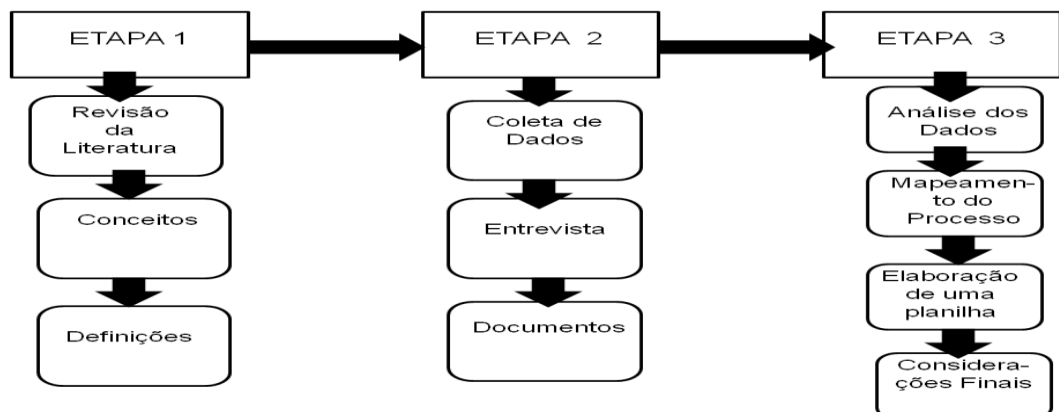 ETAPA 1
Revisão
da
Literatura
Conceitos
Definições
ETAPA 2
Coleta de
Dados
Entrevista
Documentos
ETAPA 3
Análise dos
Dados
Mapeamen-
to do
Processo
Elaboração
de uma
planilha
Considera-
ções Finais